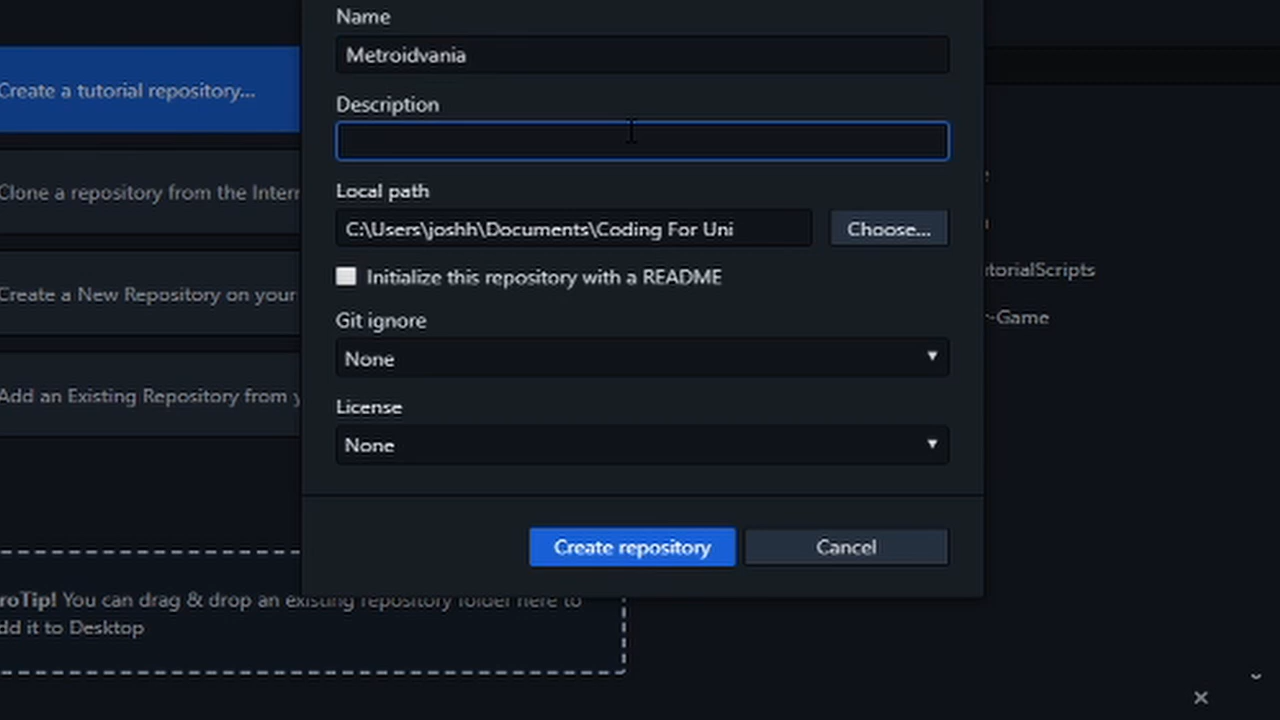 Name
Metroidvania
Create a tutorial repository...
Description
Clone a repository from the Intern
Local path
C:\Users\joshh\Documents\Coding For Uni
Choose...
torialScripts
Initialize this repository with a README
Create a New Repository on your
Git ignore
-Game
None
Add an Existing Repository from y
License
None
Create repository
Cancel
roTip! You can drag & drop an existing repository folder here to
dd it to Desktop